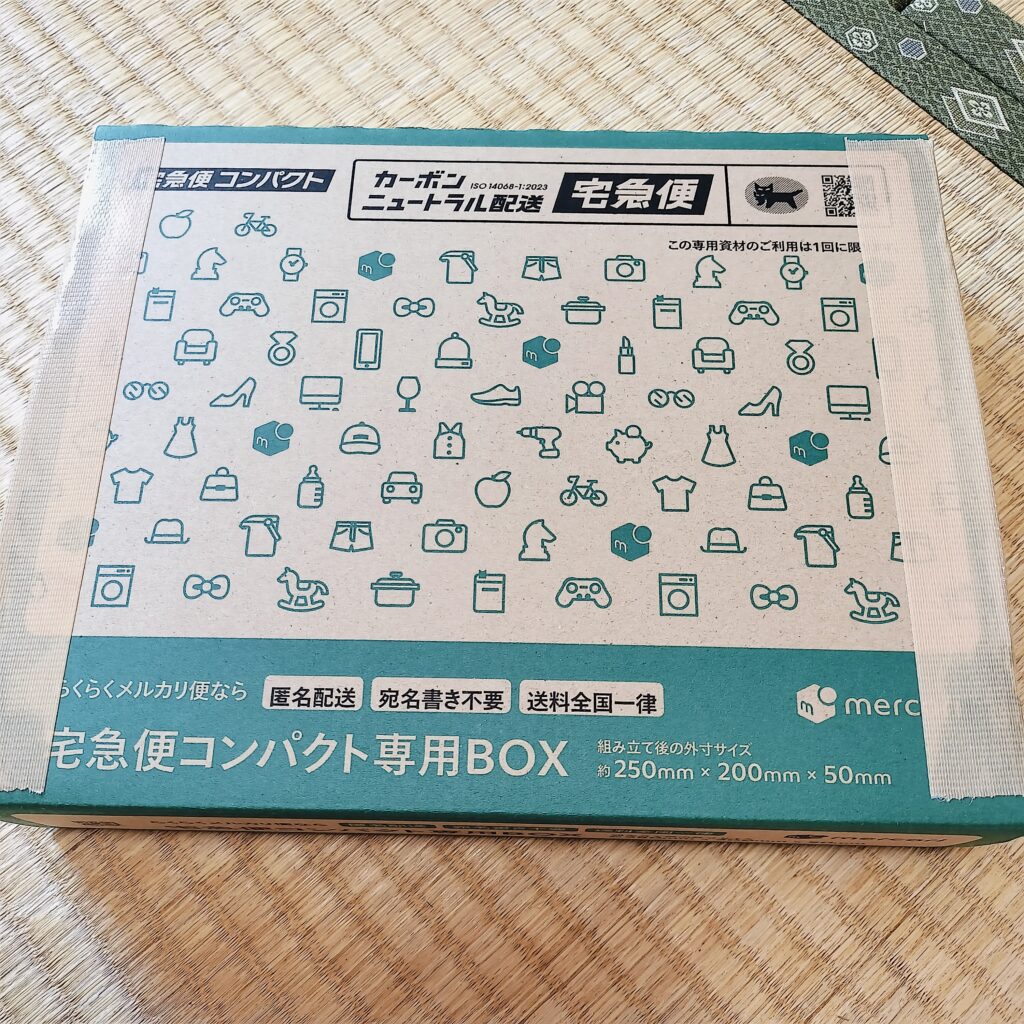 宅急便 コンパクト
カーボン
ニュートラル配送
ISO 14068-1:2023
宅急便
この専用資材のご利用は1回に限
らくらくメルカリ便なら
匿名配送
宛名書き不要
送料全国一律
merc
宅急便コンパクト専用BOX
組み立て後の外寸サイズ
約250mm × 200mm × 50mm